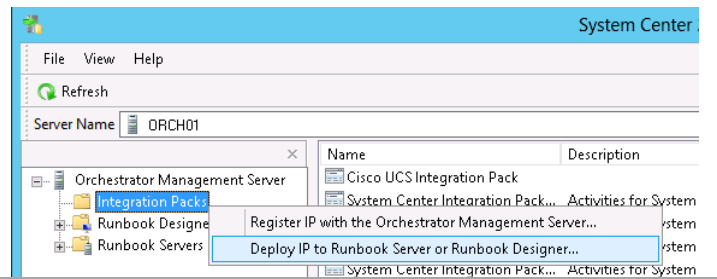 System Center
File View Help
Refresh
Server Name ORCH01
Name Description
Orchestrator Management Server
Cisco UCS Integration Pack
Integration Packs
System Center Integration Pack... Activities for System
Runbook Designe
Register IP with the Orchestrator Management Server...
ystem
Runbook Servers
Deploy IP to Runbook Server or Runbook Designer...
ystem
System Center Integration Pack... Activities for System